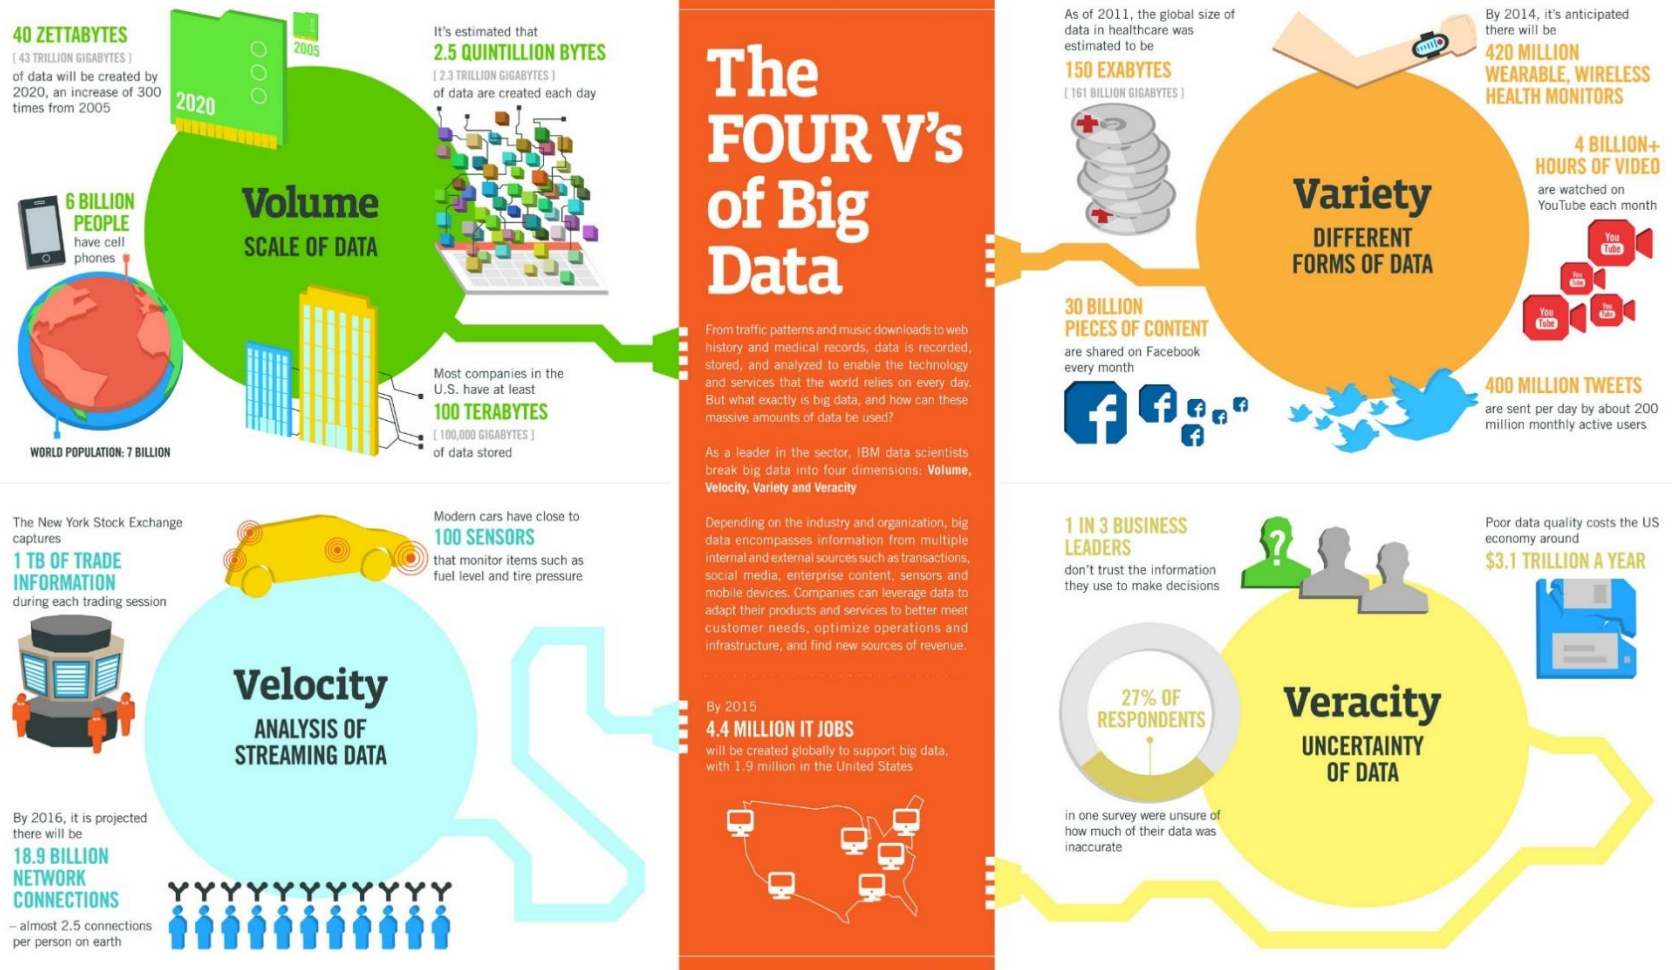 40 ZETTABYTES
[ 43 TRILLION GIGABYTES ]
of data will be created by
2020, an increase of 300
times from 2005
2020
2005
It's estimated that
2.5 QUINTILLION BYTES
[ 2.3 TRILLION GIGABYTES ]
of data are created each day
6 BILLION
PEOPLE
have cell
phones
WORLD POPULATION: 7 BILLION
Volume
SCALE OF DATA
Most companies in the
U.S. have at least
100 TERABYTES
[ 100,000 GIGABYTES ]
of data stored
The New York Stock Exchange
captures
1 TB OF TRADE
INFORMATION
during each trading session
Modern cars have close to
100 SENSORS
that monitor items such as
fuel level and tire pressure
Velocity
ANALYSIS OF
STREAMING DATA
By 2016, it is projected
there will be
18.9 BILLION
NETWORK
CONNECTIONS
– almost 2.5 connections
per person on earth
The
FOUR V's
of Big
Data
From traffic patterns and music downloads to web
history and medical records, data is recorded,
stored, and analyzed to enable the technology
and services that the world relies on every day.
But what exactly is big data, and how can these
massive amounts of data be used?
As a leader in the sector, IBM data scientists
break big data into four dimensions: Volume,
Velocity, Variety and Veracity
Depending on the industry and organization, big
data encompasses information from multiple
internal and external sources such as transactions,
social media, enterprise content, sensors and
mobile devices. Companies can leverage data to
adapt their products and services to better meet
customer needs, optimize operations and
infrastructure, and find new sources of revenue.
By 2015
4.4 MILLION IT JOBS
will be created globally to support big data,
with 1.9 million in the United States
As of 2011, the global size of
data in healthcare was
estimated to be
150 EXABYTES
[ 161 BILLION GIGABYTES ]
By 2014, it's anticipated
there will be
420 MILLION
WEARABLE, WIRELESS
HEALTH MONITORS
4 BILLION+
HOURS OF VIDEO
are watched on
YouTube each month
You
Tube
You
Tube
You
Tube
You
Tube
Variety
DIFFERENT
FORMS OF DATA
30 BILLION
PIECES OF CONTENT
are shared on Facebook
every month
f
f
f
f
f
f
400 MILLION TWEETS
are sent per day by about 200
million monthly active users
1 IN 3 BUSINESS
LEADERS
don't trust the information
they use to make decisions
?
Poor data quality costs the US
economy around
$3.1 TRILLION A YEAR
27% OF
RESPONDENTS
in one survey were unsure of
how much of their data was
inaccurate
Veracity
UNCERTAINTY
OF DATA